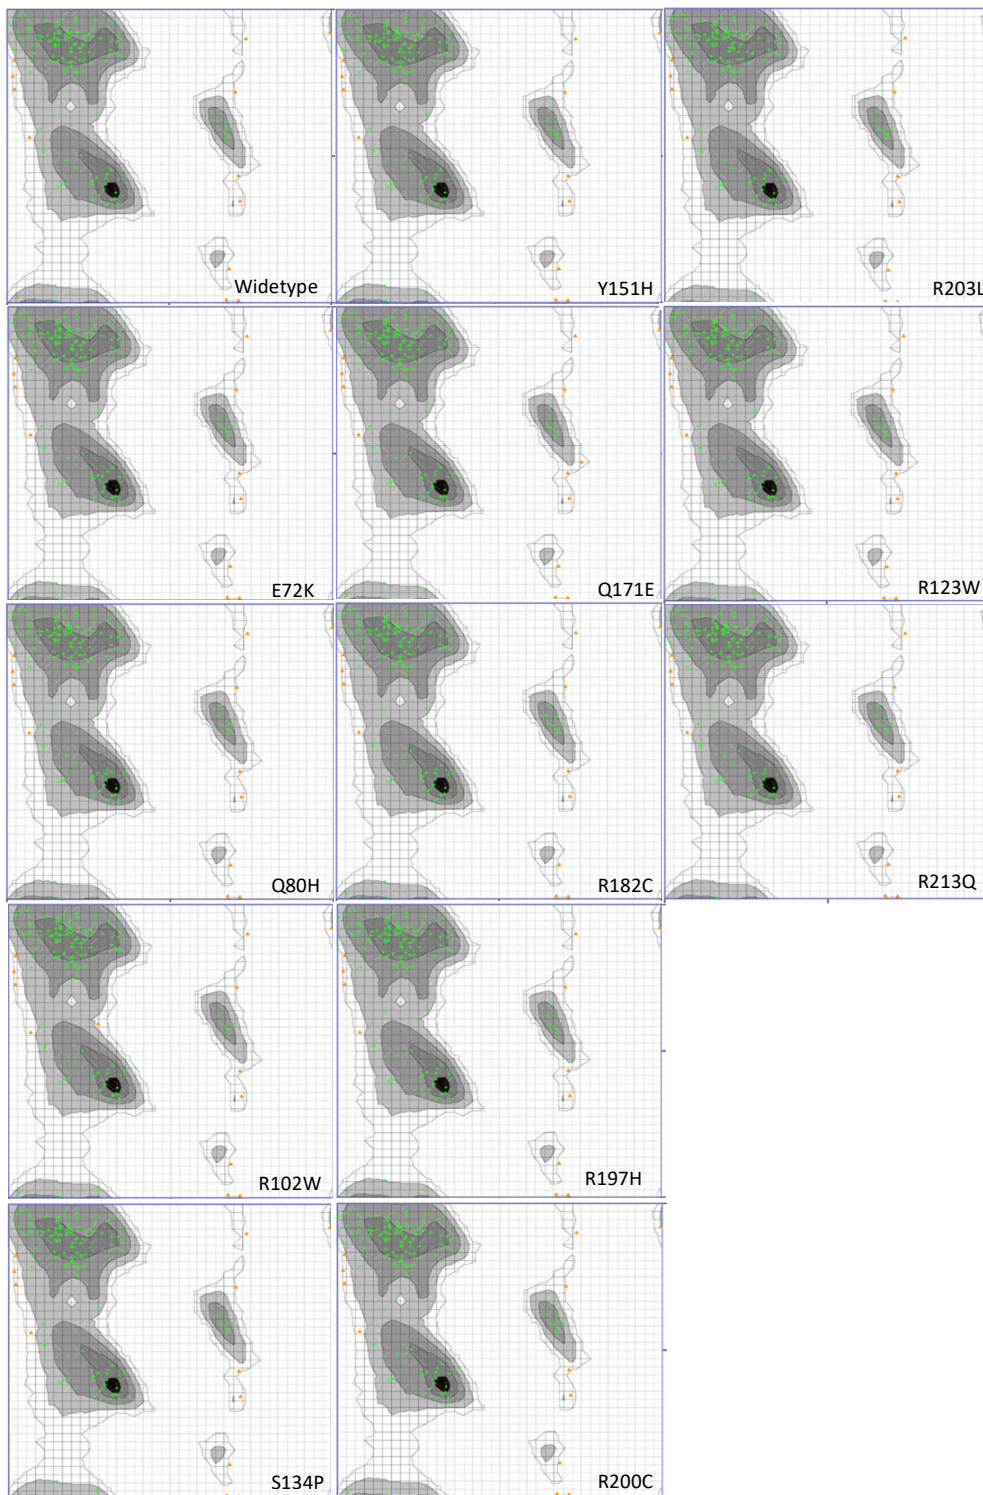 Widetype
Y151H
R203L
E72K
Q171E
R123W
Q80H
R182C
R213Q
R102W
R197H
S134P
R200C